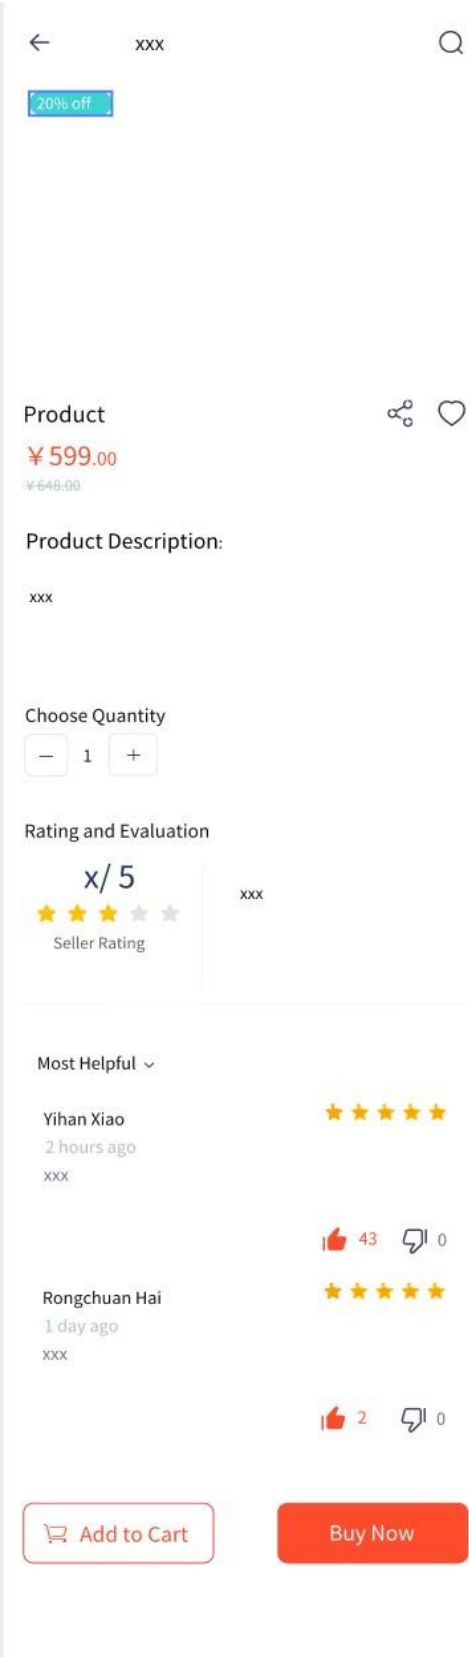 xxx
20% off
Product
￥599.00
￥648.00
Product Description:
xxx
Choose Quantity
− 1 +
Rating and Evaluation
x/ 5
xxx
Seller Rating
Most Helpful
Yihan Xiao
2 hours ago
xxx
43 0
Rongchuan Hai
1 day ago
xxx
2 0
Add to Cart
Buy Now